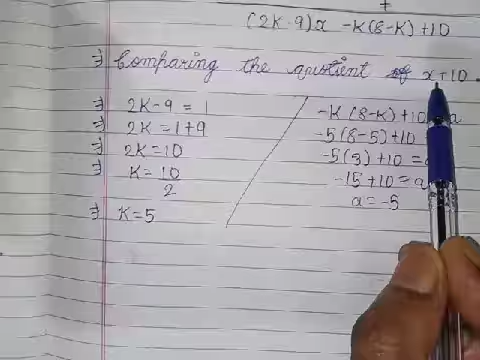 +
(2K-9)x -K(8-K)+10
⇒ Comparing the quotient of x+10.
⇒ 2K-9 = 1
⇒ 2K = 1+9
⇒ 2K = 10
⇒ K = 10
2
⇒ K = 5
-K(8-K)+10 a
-5(8-5)+10
-5(3)+10 =
-15+10 = a
a = -5